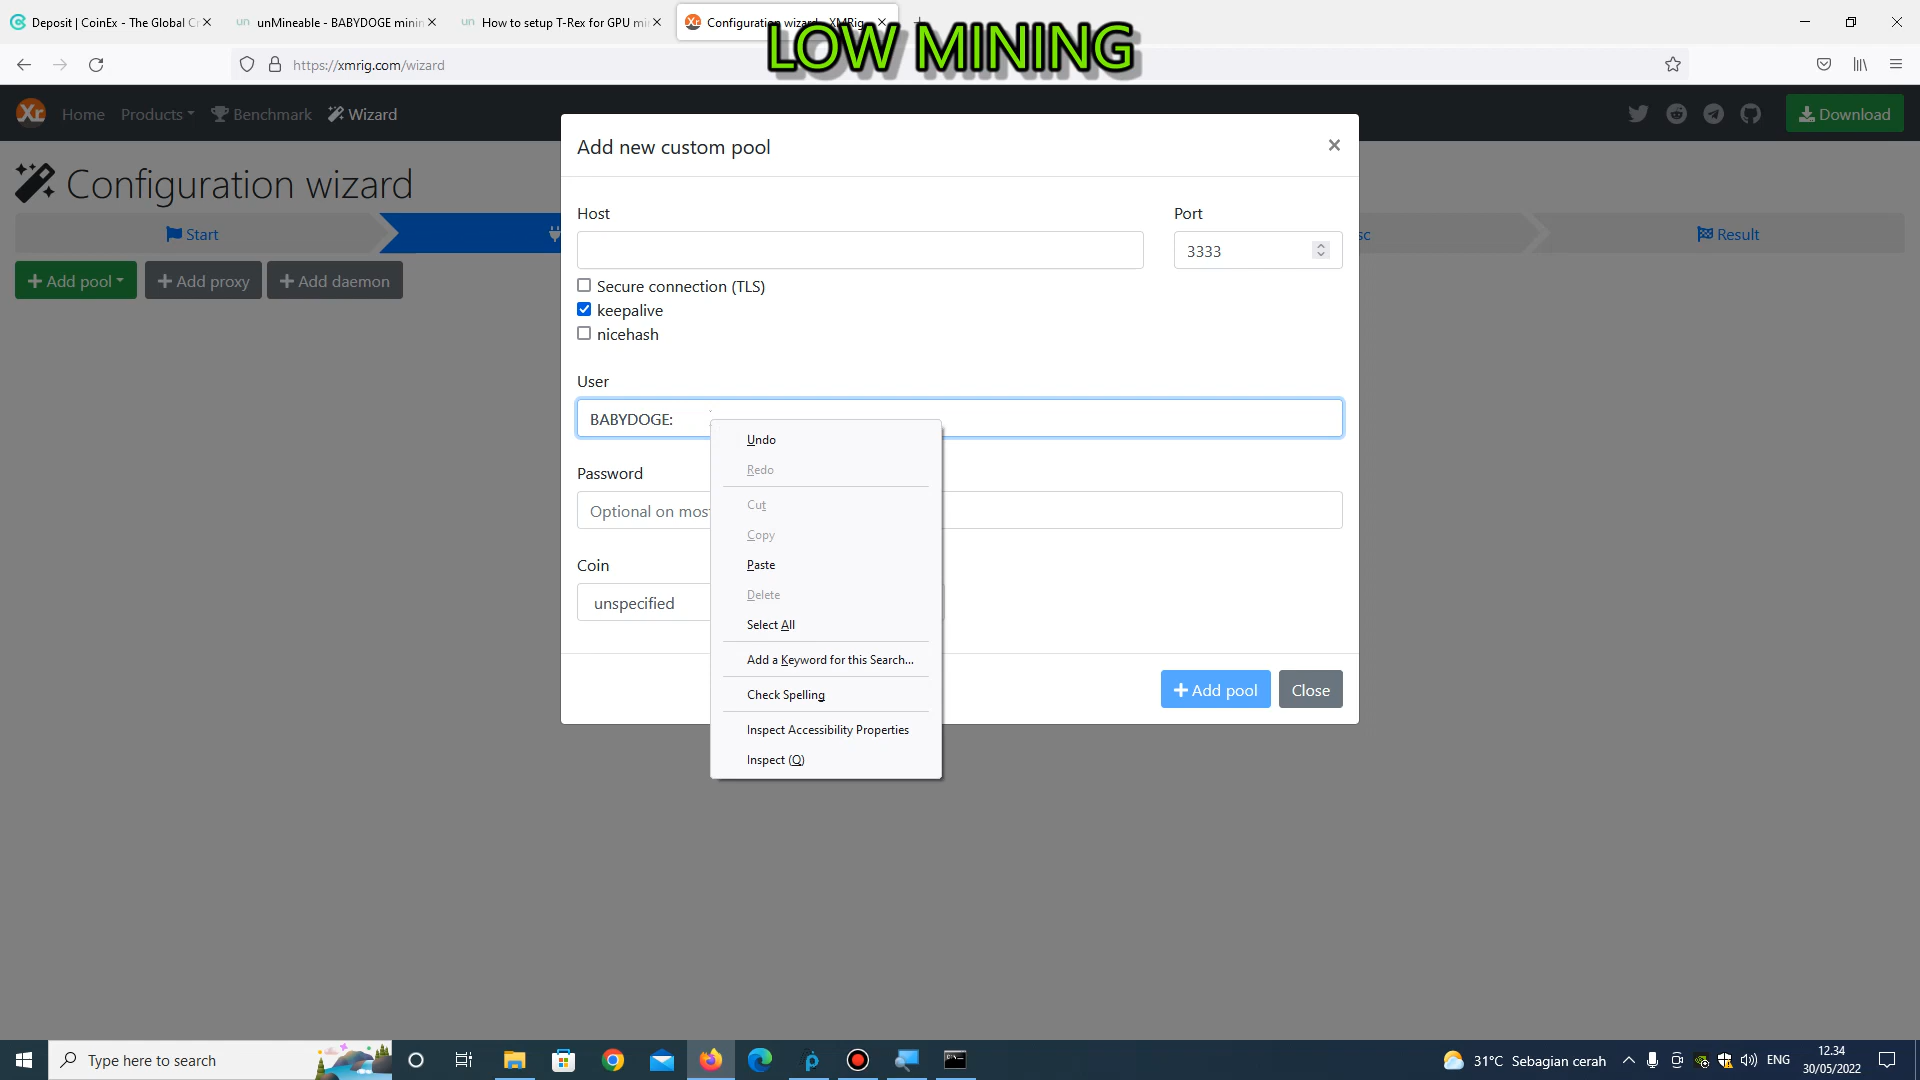 Deposit | CoinEx - The Global Cr
unMineable - BABYDOGE minin
How to setup T-Rex for GPU mi
Configuration wizard - XMRig
LOW MINING
https://xmrig.com/wizard
Xr
Home
Products
Benchmark
Wizard
Download
Configuration wizard
Start
sc
Result
Add pool
Add proxy
Add daemon
Add new custom pool
Host
Port
3333
Secure connection (TLS)
keepalive
nicehash
User
BABYDOGE:
Password
Optional on mos
Coin
unspecified
Undo
Redo
Cut
Copy
Paste
Delete
Select All
Add a Keyword for this Search...
Check Spelling
Inspect Accessibility Properties
Inspect (Q)
Add pool
Close
Type here to search
31°C Sebagian cerah
ENG
12.34
30/05/2022